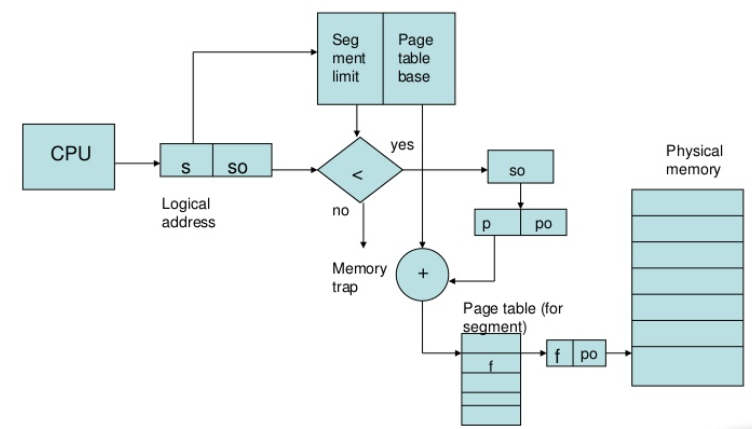 Seg
ment
limit
Page
table
base
CPU
s
so
Logical
address
<
yes
no
Memory
trap
so
p
po
+
Page table (for
segment)
f
f
po
Physical
memory